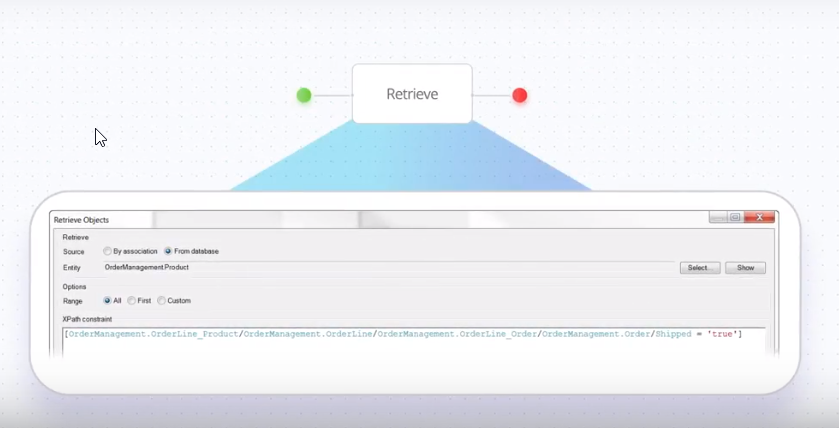 Retrieve
Retrieve Objects
Retrieve
Source By association From database
Entity OrderManagement.Product Select... Show
Options
Range All First Custom
XPath constraint
[OrderManagement.OrderLine_Product/OrderManagement.OrderLine/OrderManagement.OrderLine_Order/OrderManagement.Order/Shipped = 'true']